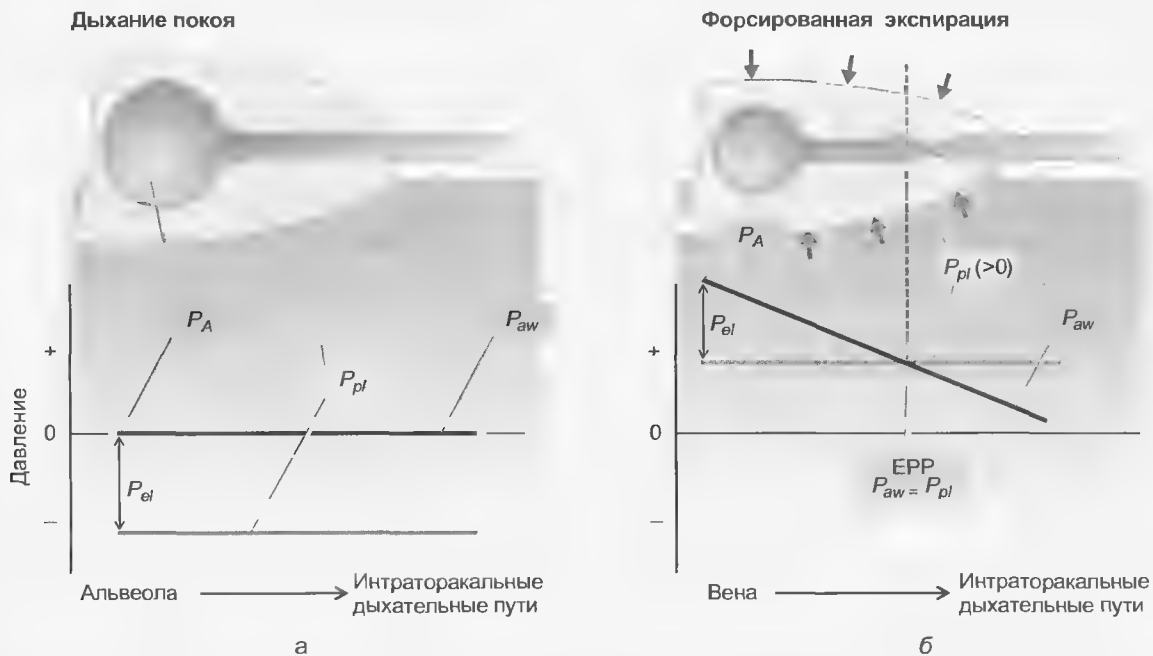 Дыхание покоя
P_A
P_aw
P_pl
+
0
P_el
−
Давление
Альвеола
Интраторакальные
дыхательные пути
а
Форсированная экспирация
P_A
P_pl (>0)
P_el
P_aw
+
0
EPP
P_aw = P_pl
−
Вена
Интраторакальные
дыхательные пути
б